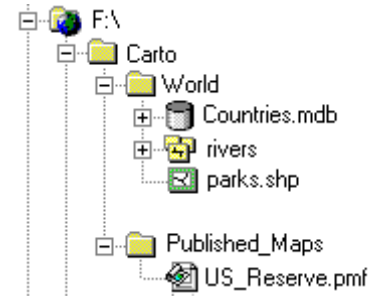 F:\
Carto
World
Countries.mdb
rivers
parks.shp
Published_Maps
US_Reserve.pmf